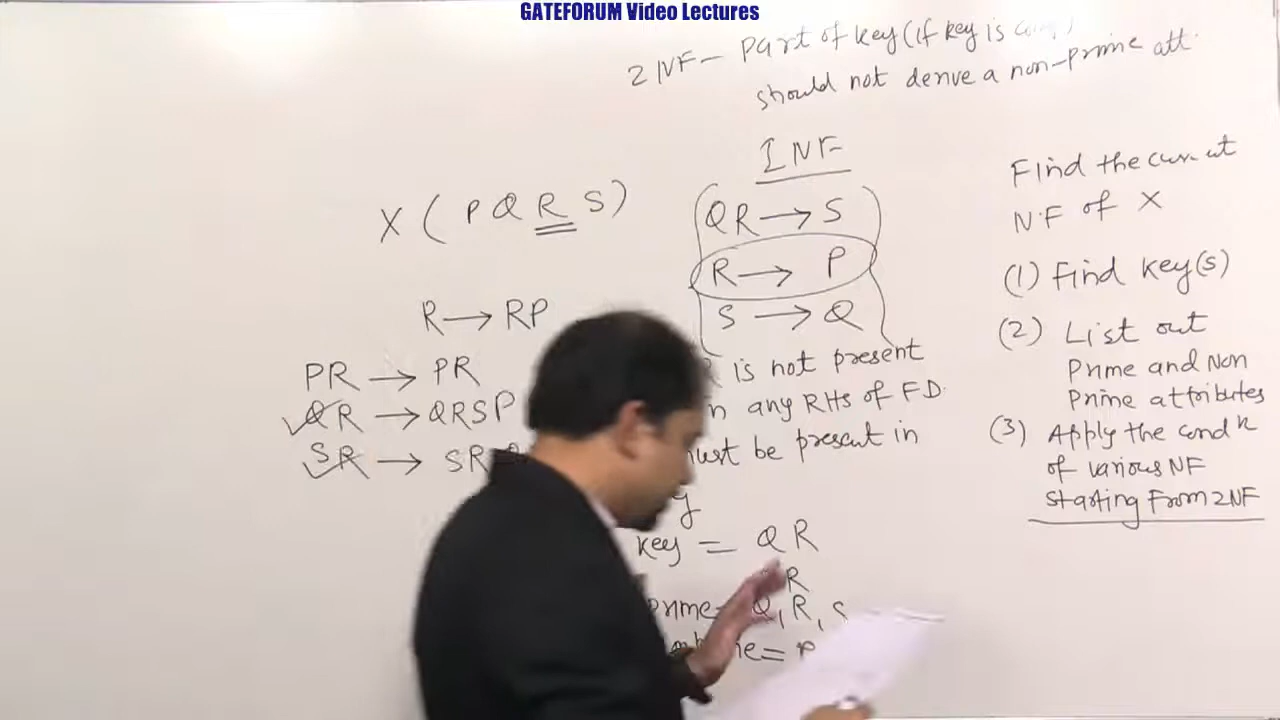 GATEFORUM Video Lectures
2NF - Part of key (if key is
should not derive a non-prime att.
1NF
X ( P Q R S )
QR → S
R → P
S → Q
R → RP
PR → PR
QR → QRSP
SR → SR
R is not present
in any RHS of FD.
must be present in
key = QR
R
Prime = Q, R, S
= P
Find the current
N.F of X
(1) Find key(s)
(2) List out
Prime and Non
Prime attributes
(3) Apply the condn
of various NF
Starting From 2NF